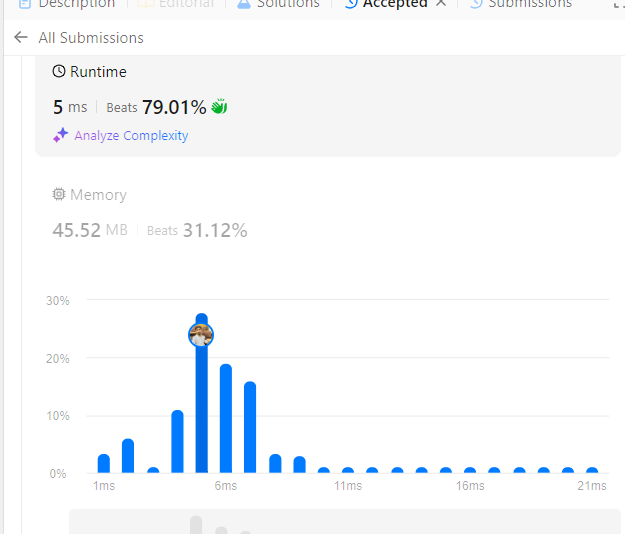 Description Editorial Solutions Accepted Submissions
All Submissions
Runtime
5 ms Beats 79.01%
Analyze Complexity
Memory
45.52 MB Beats 31.12%
30%
20%
10%
0%
1ms 6ms 11ms 16ms 21ms